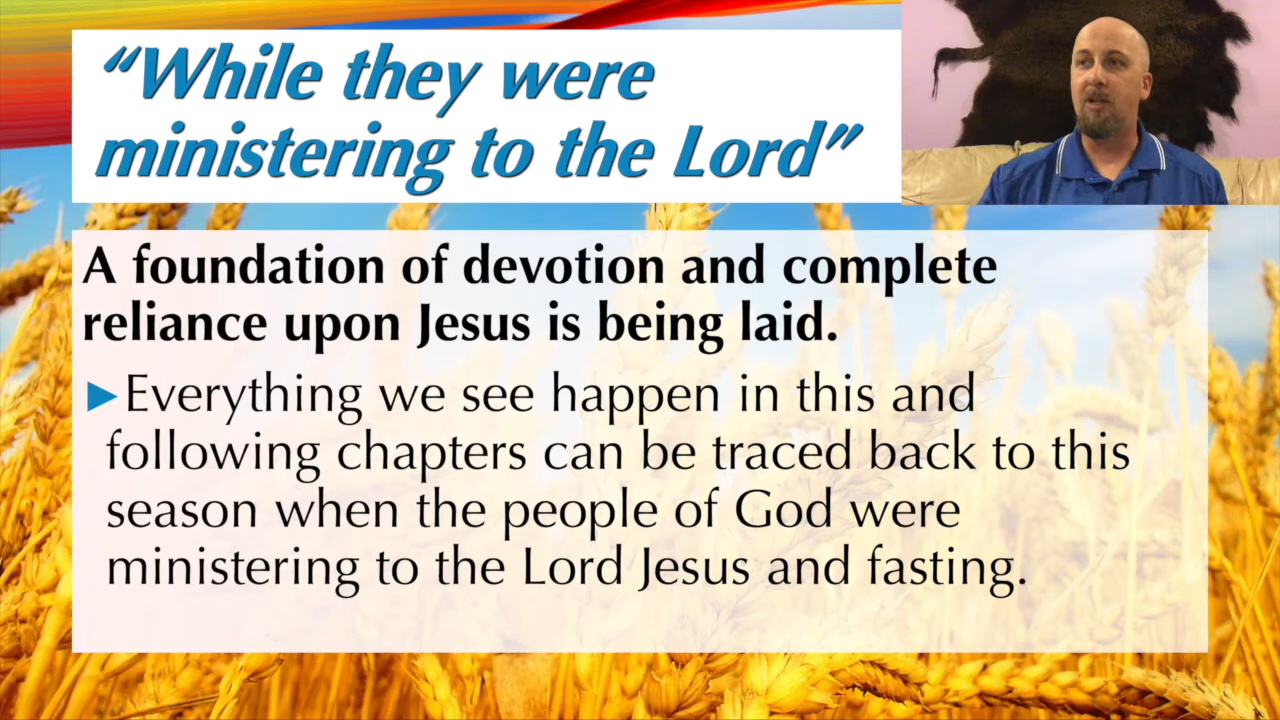 “While they were
ministering to the Lord”
A foundation of devotion and complete
reliance upon Jesus is being laid.
►Everything we see happen in this and
following chapters can be traced back to this
season when the people of God were
ministering to the Lord Jesus and fasting.